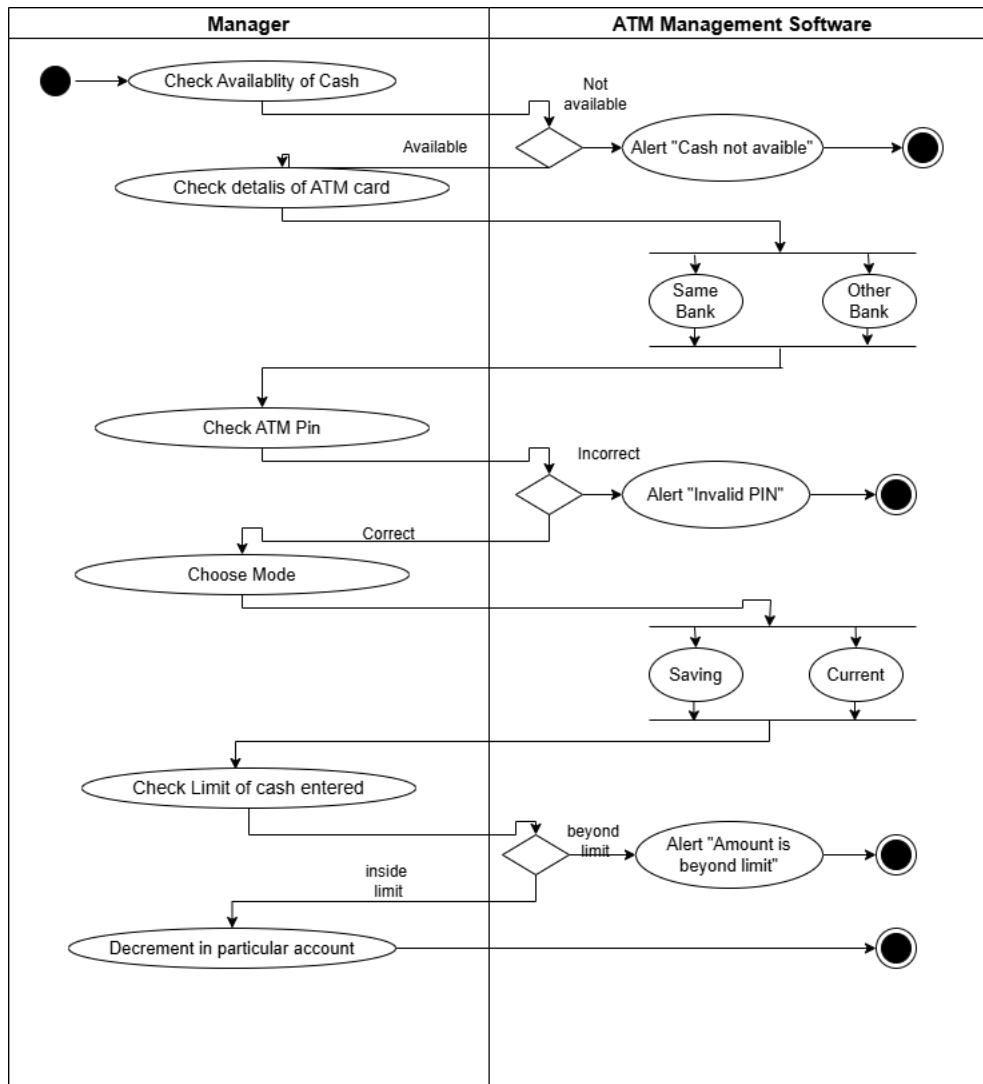 Manager
ATM Management Software
Check Availablity of Cash
Not
available
Available
Alert "Cash not avaible"
Check detalis of ATM card
Same
Bank
Other
Bank
Check ATM Pin
Incorrect
Alert "Invalid PIN"
Correct
Choose Mode
Saving
Current
Check Limit of cash entered
beyond
limit
Alert "Amount is
beyond limit"
inside
limit
Decrement in particular account